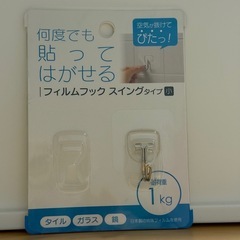 何度でも
貼って
はがせる
空気が抜けて
ぴたっ!
フィルムフック スイングタイプ 小
耐荷重
1kg
タイル
ガラス
鏡